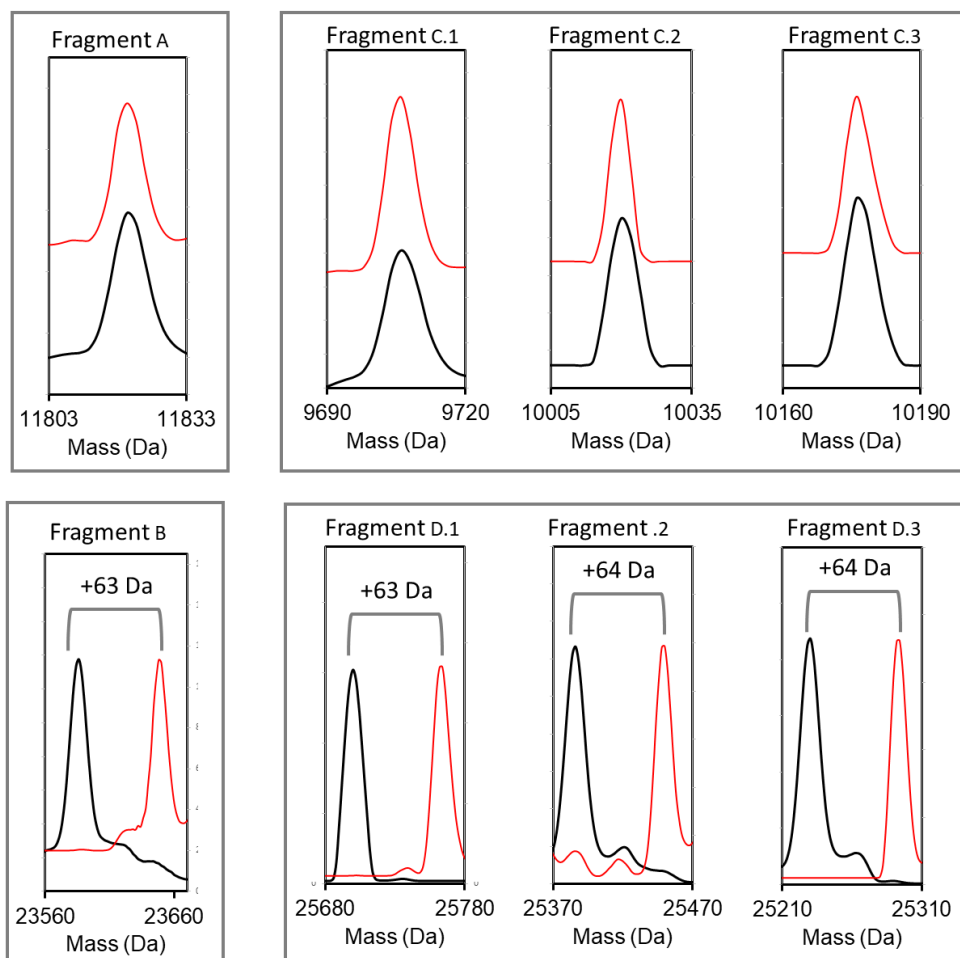 Fragment A
11803 11833
Mass (Da)
Fragment C.1 Fragment C.2 Fragment C.3
9690 9720 10005 10035 10160 10190
Mass (Da) Mass (Da) Mass (Da)
Fragment B
+63 Da
23560 23660
Mass (Da)
Fragment D.1 Fragment .2 Fragment D.3
+63 Da +64 Da +64 Da
25680 25780 25370 25470 25210 25310
Mass (Da) Mass (Da) Mass (Da)